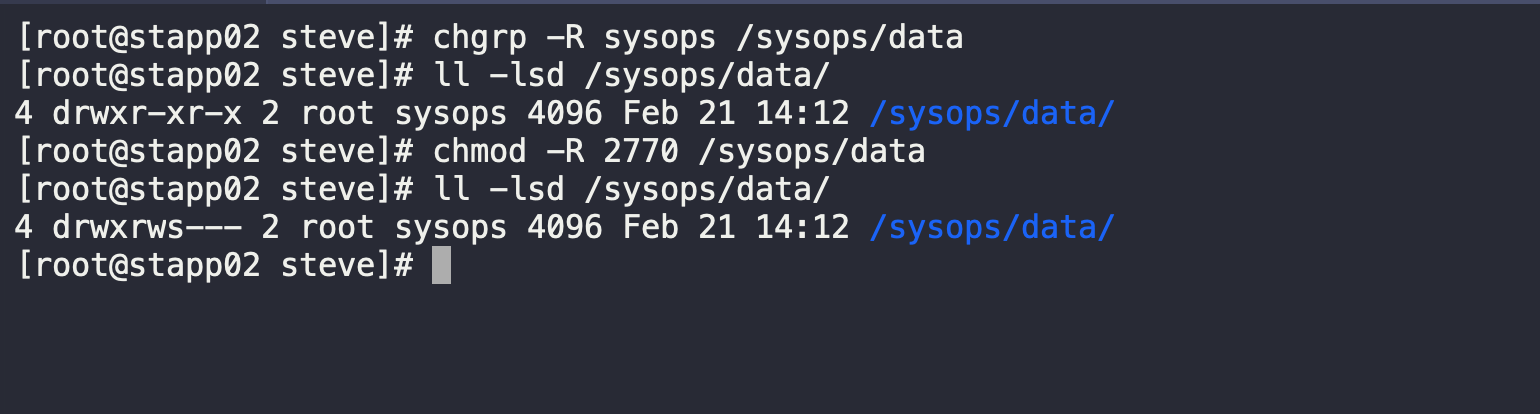 [root@stapp02 steve]# chgrp -R sysops /sysops/data
[root@stapp02 steve]# ll -lsd /sysops/data/
4 drwxr-xr-x 2 root sysops 4096 Feb 21 14:12 /sysops/data/
[root@stapp02 steve]# chmod -R 2770 /sysops/data
[root@stapp02 steve]# ll -lsd /sysops/data/
4 drwxrws--- 2 root sysops 4096 Feb 21 14:12 /sysops/data/
[root@stapp02 steve]#